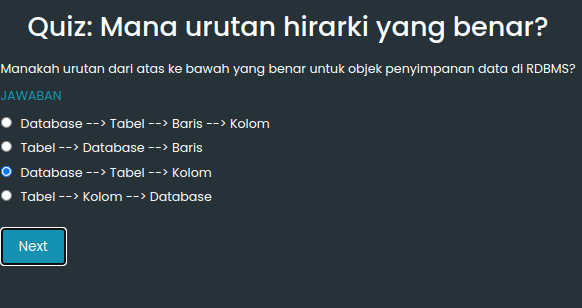 Quiz: Mana urutan hirarki yang benar?
Manakah urutan dari atas ke bawah yang benar untuk objek penyimpanan data di RDBMS?
JAWABAN
Database --> Tabel --> Baris --> Kolom
Tabel --> Database --> Baris
Database --> Tabel --> Kolom
Tabel --> Kolom --> Database
Next